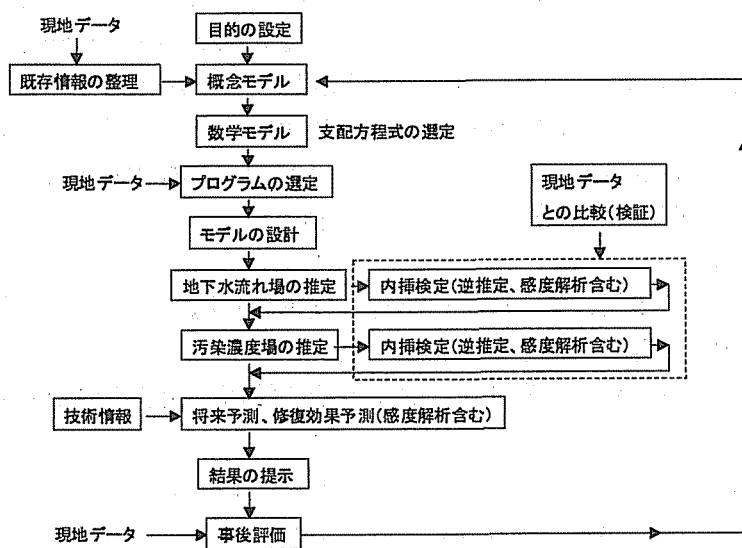 現地データ
目的の設定
既存情報の整理
概念モデル
数学モデル
支配方程式の選定
現地データ
プログラムの選定
現地データ
との比較(検証)
モデルの設計
地下水流れ場の推定
内挿検定(逆推定、感度解析含む)
汚染濃度場の推定
内挿検定(逆推定、感度解析含む)
技術情報
将来予測、修復効果予測(感度解析含む)
結果の提示
現地データ
事後評価